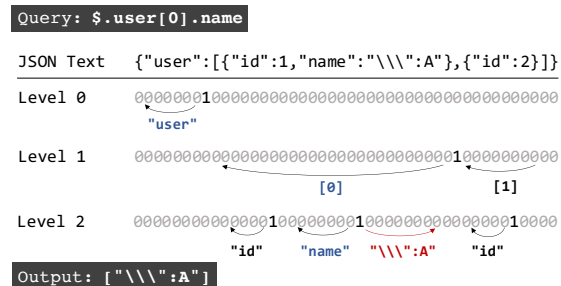 Query: $.user[0].name
JSON Text {"user":[{"id":1,"name":"\\\":A"},{"id":2}]}
Level 0 00000001000000000000000000000000000000000000
"user"
Level 1 00000000000000000000000000000000010000000000
[0] [1]
Level 2 00000000000000100000000100000000000000010000
"id" "name" "\\\":A" "id"
Output: ["\\\":A"]